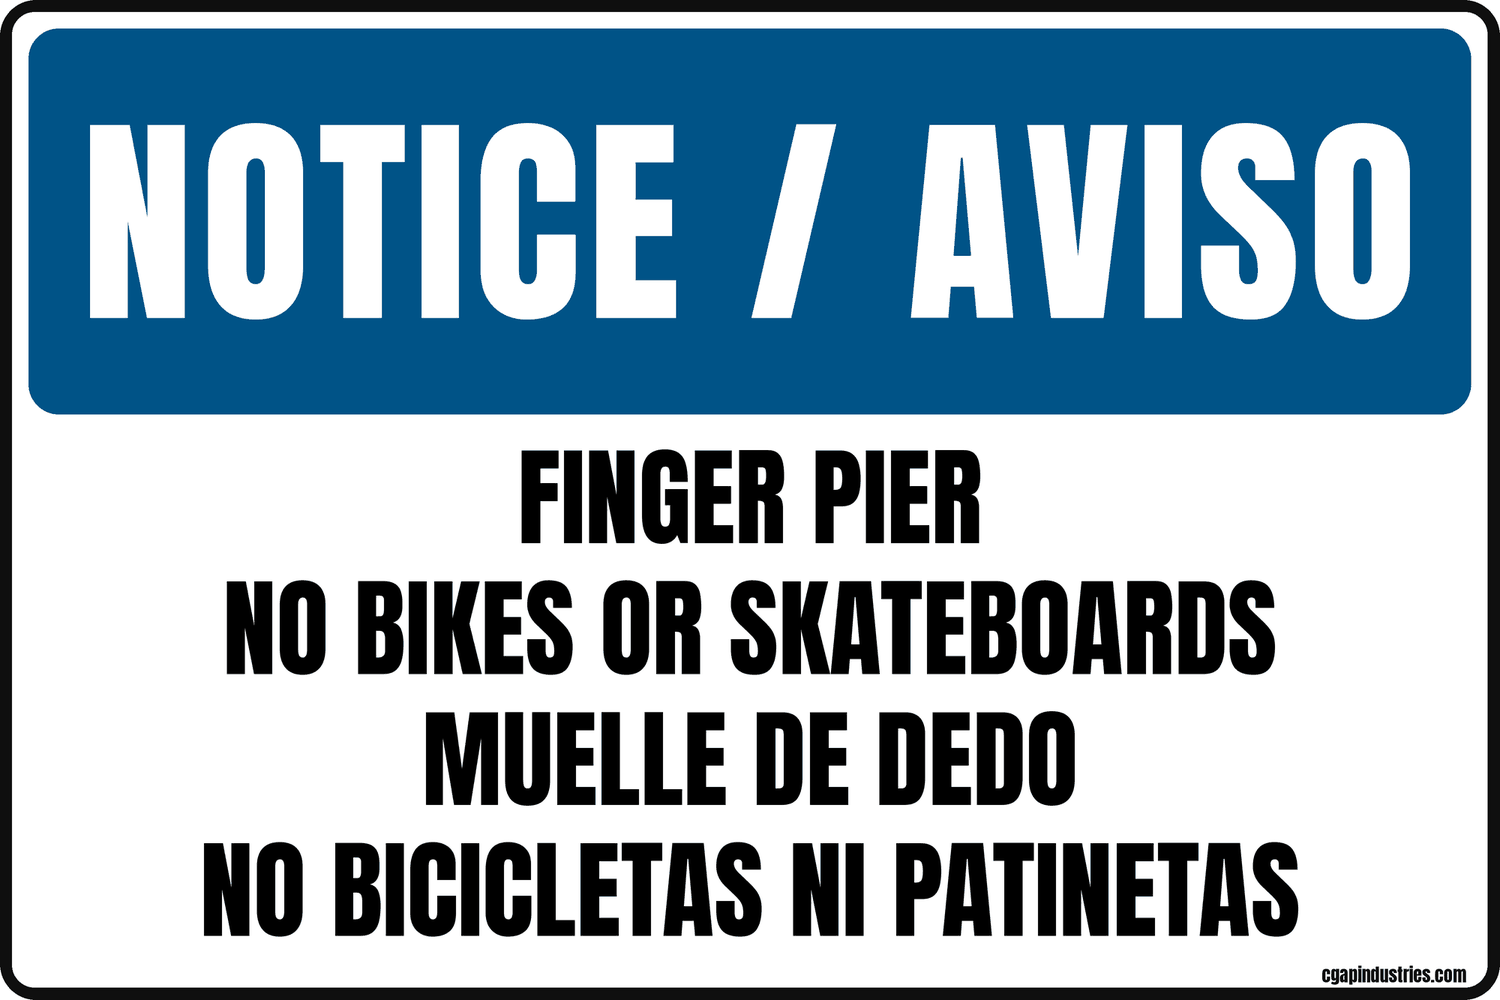 NOTICE / AVISO
FINGER PIER
NO BIKES OR SKATEBOARDS
MUELLE DE DEDO
NO BICICLETAS NI PATINETAS
cgapindustries.com